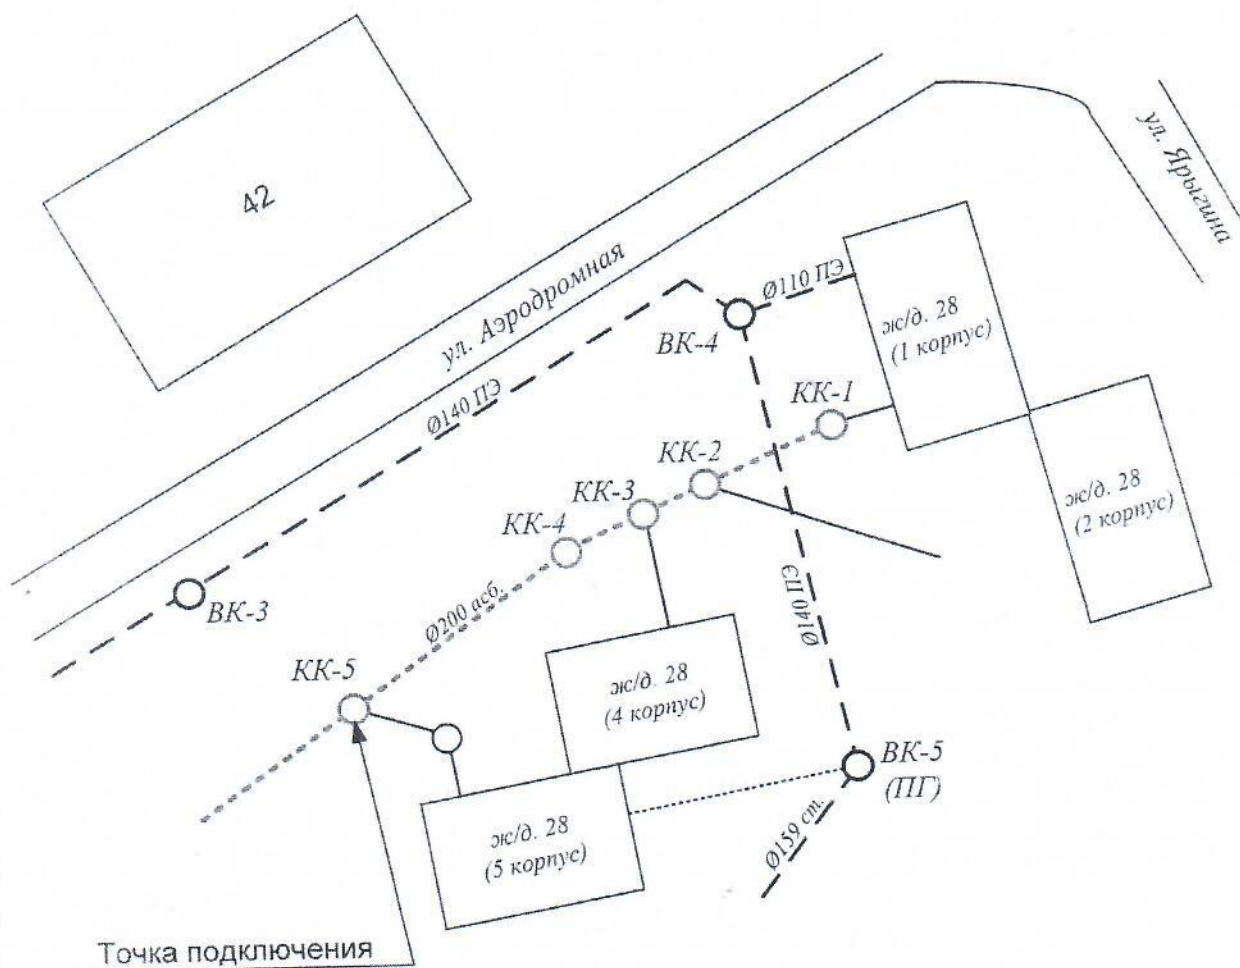 42
ул. Аэродромная
ул. Ярыгина
Ø110 ПЭ
ВК-4
ж/д. 28
(1 корпус)
Ø140 ПЭ
КК-1
КК-2
КК-3
КК-4
ж/д. 28
(2 корпус)
ВК-3
Ø200 асб.
Ø140 ПЭ
КК-5
ж/д. 28
(4 корпус)
ВК-5
(ПГ)
Ø159 ст.
ж/д. 28
(5 корпус)
Точка подключения